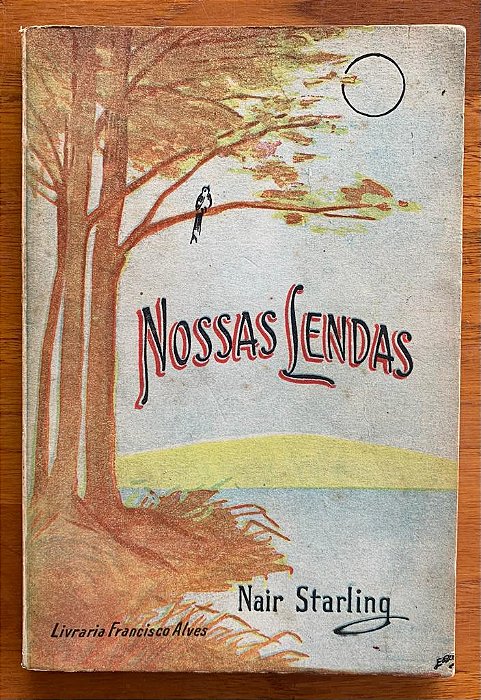 NOSSAS LENDAS
Nair Starling
Livraria Francisco Alves